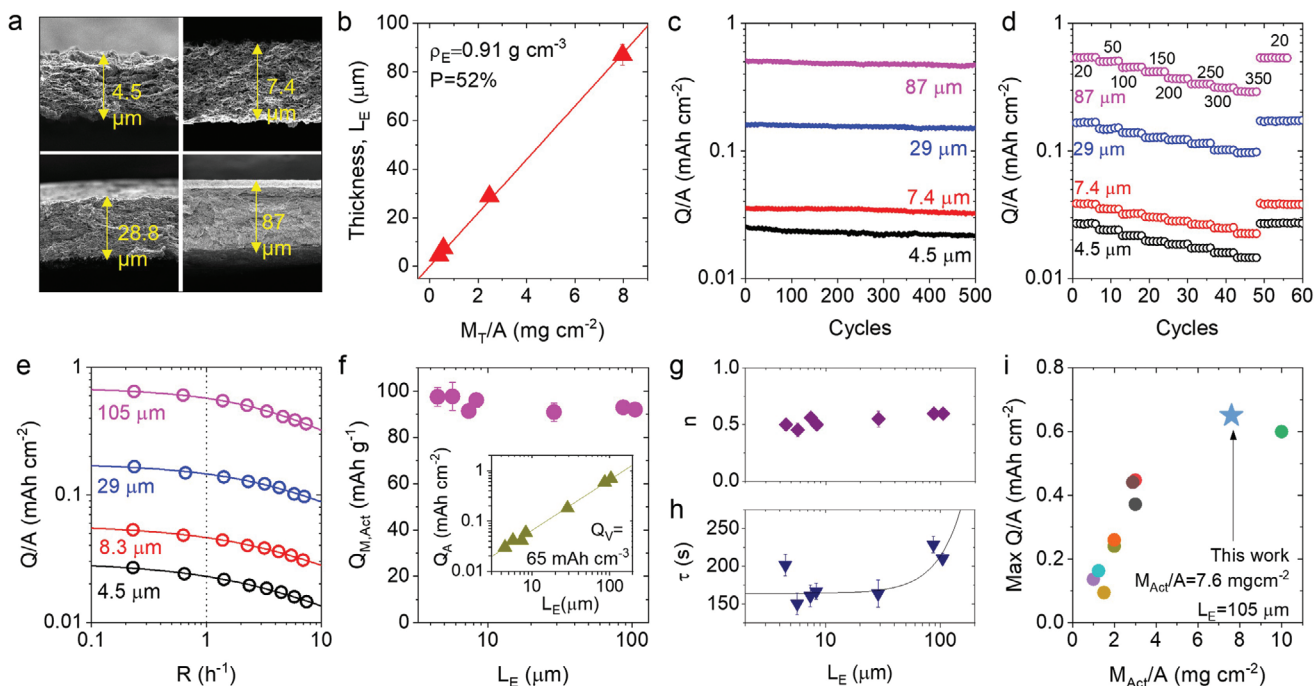 a
4.5
μm
7.4
μm
28.8
μm
87
μm
b
ρE=0.91 g cm-3
P=52%
100
80
60
40
20
0
Thickness, LE (μm)
0 2 4 6 8
MT/A (mg cm-2)
c
1
0.1
0.01
Q/A (mAh cm-2)
87 μm
29 μm
7.4 μm
4.5 μm
0 100 200 300 400 500
Cycles
d
1
0.1
0.01
Q/A (mAh cm-2)
20 50 100 150 200 250 300 350 20
87 μm
29 μm
7.4 μm
4.5 μm
0 10 20 30 40 50 60
Cycles
e
1
0.1
0.01
Q/A (mAh cm-2)
105 μm
29 μm
8.3 μm
4.5 μm
0.1 1 10
R (h-1)
f
100
80
60
40
20
0
QM,Act (mAh g-1)
1
0.1
0.01
QA (mAh cm-2)
QV=
65 mAh cm-3
10 100
LE(μm)
10 100
LE (μm)
g
1.0
0.5
0.0
n
h
250
200
150
τ (s)
10 100
LE (μm)
i
0.8
0.6
0.4
0.2
0.0
Max Q/A (mAh cm-2)
This work
MAct/A=7.6 mgcm-2
LE=105 μm
0 2 4 6 8 10
MAct/A (mg cm-2)